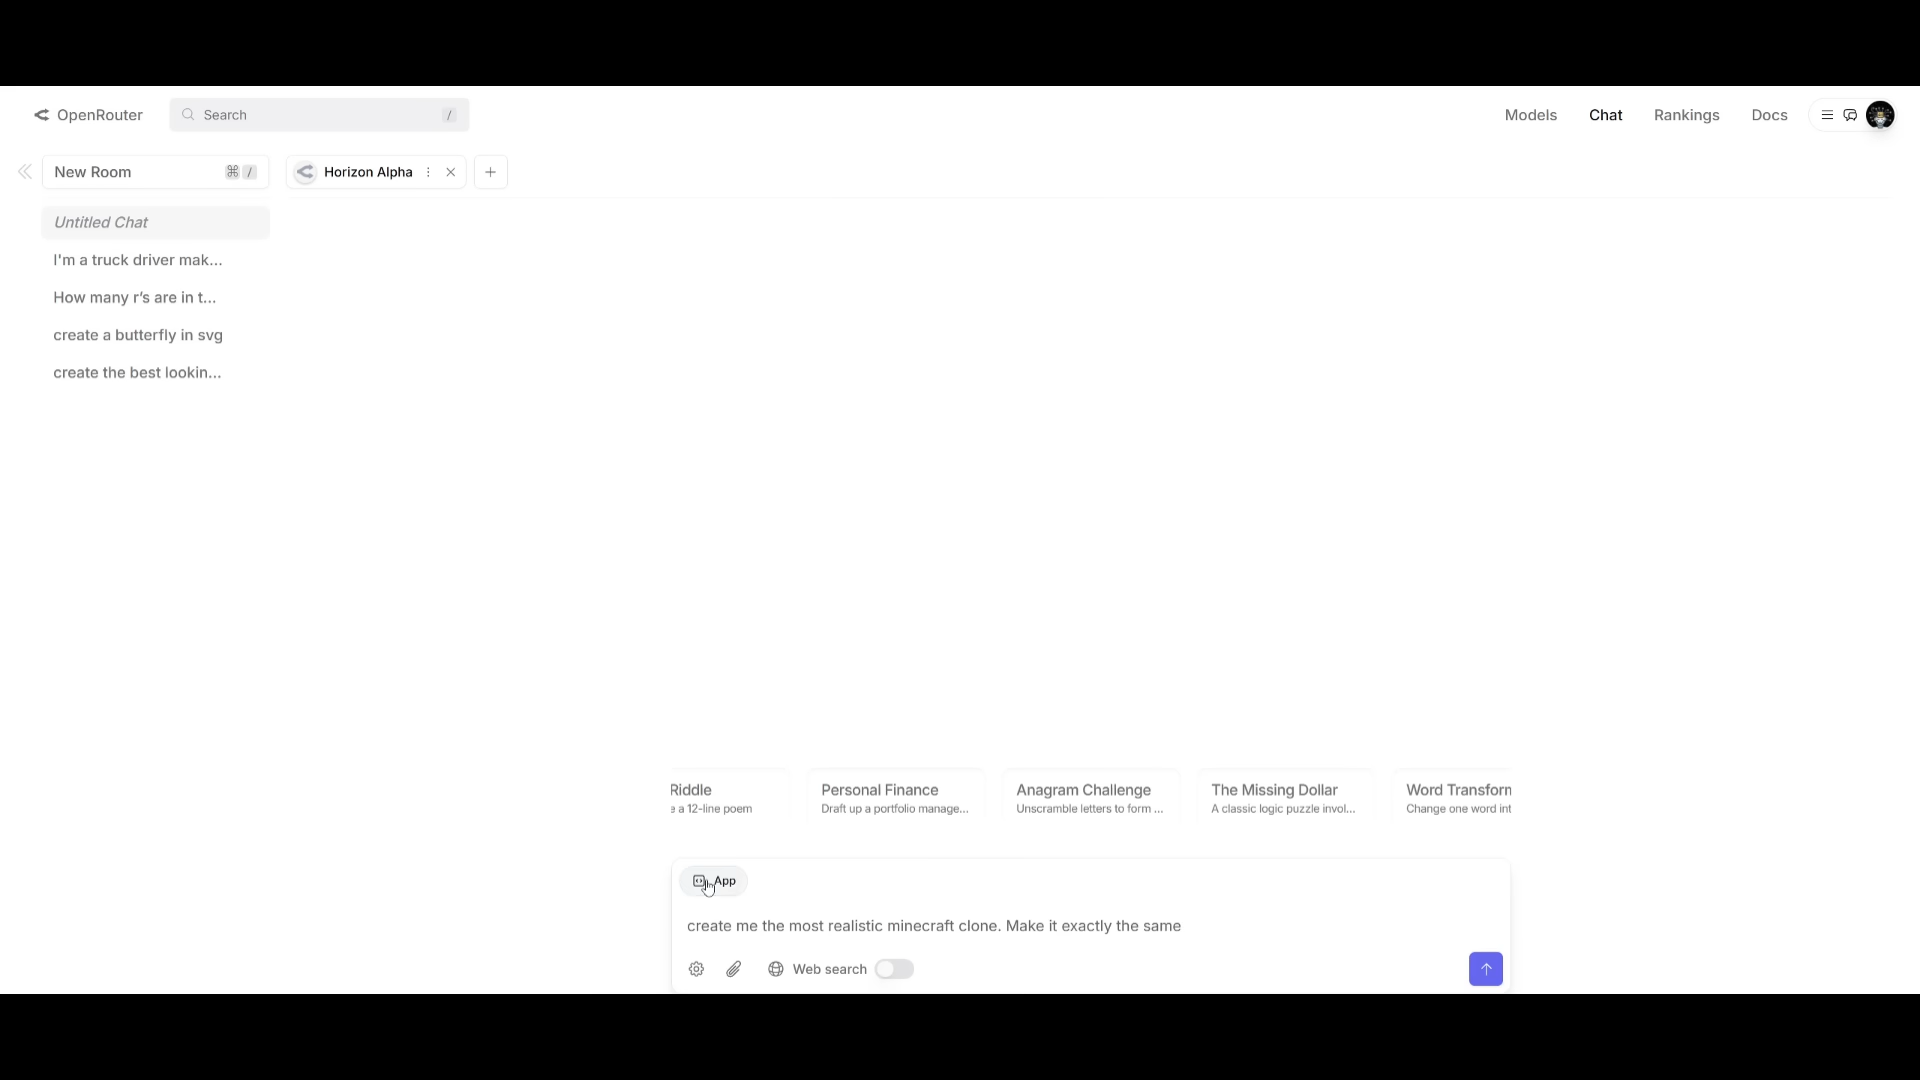 OpenRouter
Search /
Models
Chat
Rankings
Docs
New Room ⌘ /
Horizon Alpha
Untitled Chat
I'm a truck driver mak...
How many r's are in t...
create a butterfly in svg
create the best lookin...
Riddle
e a 12-line poem
Personal Finance
Draft up a portfolio manage...
Anagram Challenge
Unscramble letters to form ...
The Missing Dollar
A classic logic puzzle invol...
Word Transforn
Change one word int
App
create me the most realistic minecraft clone. Make it exactly the same
Web search